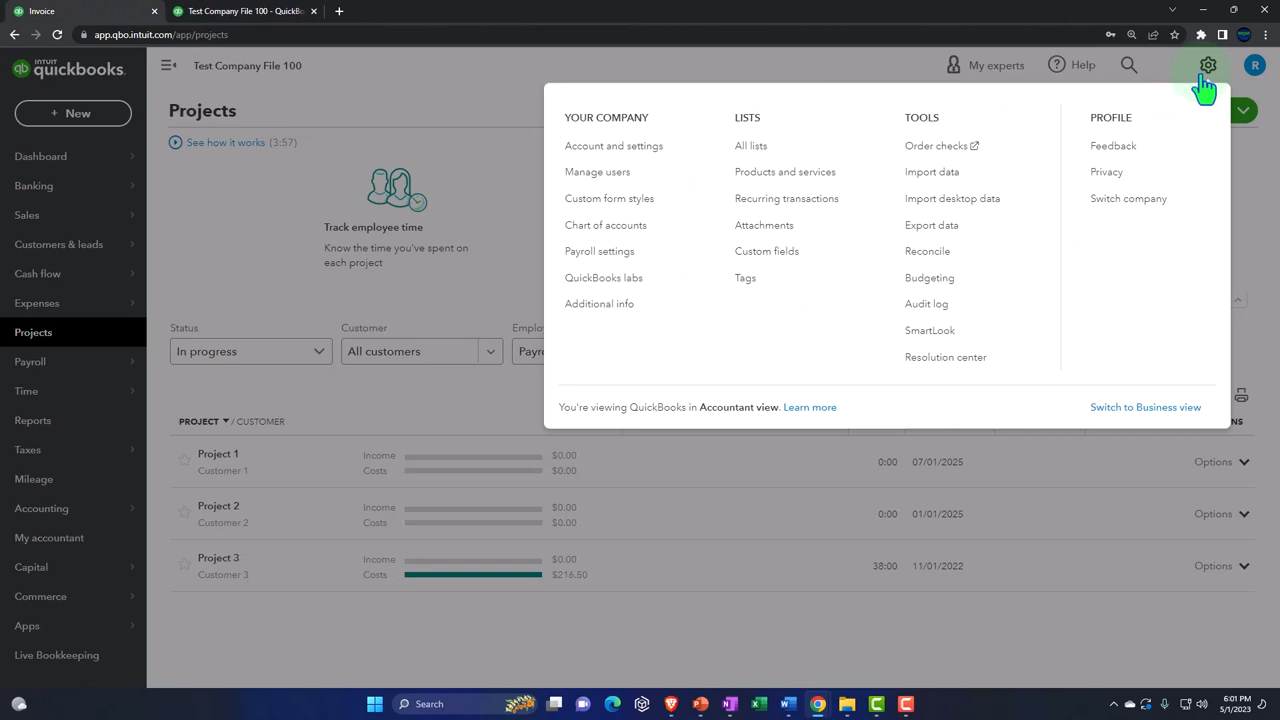 Invoice
Test Company File 100 - QuickBo
app.qbo.intuit.com/app/projects
INTUIT
quickbooks.
Test Company File 100
My experts
Help
R
+ New
Dashboard
Banking
Sales
Customers & leads
Cash flow
Expenses
Projects
Payroll
Time
Reports
Taxes
Mileage
Accounting
My accountant
Capital
Commerce
Apps
Live Bookkeeping
Projects
See how it works (3:57)
Track employee time
Know the time you've spent on
each project
Status
Customer
Employ
In progress
All customers
Payro
YOUR COMPANY
Account and settings
Manage users
Custom form styles
Chart of accounts
Payroll settings
QuickBooks labs
Additional info
LISTS
All lists
Products and services
Recurring transactions
Attachments
Custom fields
Tags
TOOLS
Order checks
Import data
Import desktop data
Export data
Reconcile
Budgeting
Audit log
SmartLook
Resolution center
PROFILE
Feedback
Privacy
Switch company
You're viewing QuickBooks in Accountant view. Learn more
Switch to Business view
PROJECT / CUSTOMER
NS
Project 1
Customer 1
Income $0.00
Costs $0.00
0:00 07/01/2025 Options
Project 2
Customer 2
Income $0.00
Costs $0.00
0:00 01/01/2025 Options
Project 3
Customer 3
Income $0.00
Costs $216.50
38:00 11/01/2022 Options
Search
6:01 PM
5/1/2023